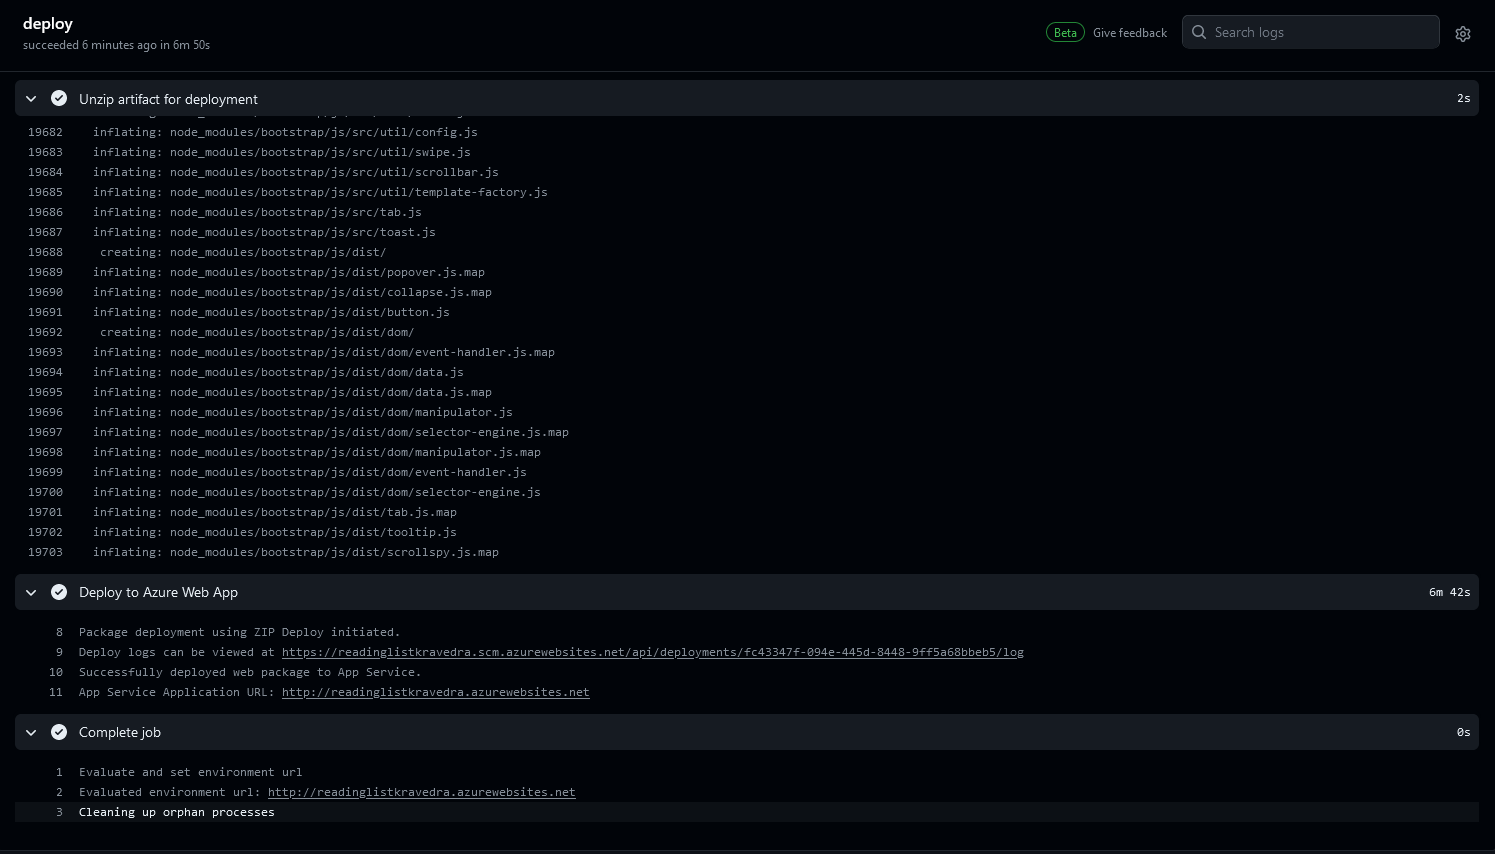 deploy
succeeded 6 minutes ago in 6m 50s
Beta Give feedback
Search logs
Unzip artifact for deployment 2s
19682 inflating: node_modules/bootstrap/js/src/util/config.js
19683 inflating: node_modules/bootstrap/js/src/util/swipe.js
19684 inflating: node_modules/bootstrap/js/src/util/scrollbar.js
19685 inflating: node_modules/bootstrap/js/src/util/template-factory.js
19686 inflating: node_modules/bootstrap/js/src/tab.js
19687 inflating: node_modules/bootstrap/js/src/toast.js
19688 creating: node_modules/bootstrap/js/dist/
19689 inflating: node_modules/bootstrap/js/dist/popover.js.map
19690 inflating: node_modules/bootstrap/js/dist/collapse.js.map
19691 inflating: node_modules/bootstrap/js/dist/button.js
19692 creating: node_modules/bootstrap/js/dist/dom/
19693 inflating: node_modules/bootstrap/js/dist/dom/event-handler.js.map
19694 inflating: node_modules/bootstrap/js/dist/dom/data.js
19695 inflating: node_modules/bootstrap/js/dist/dom/data.js.map
19696 inflating: node_modules/bootstrap/js/dist/dom/manipulator.js
19697 inflating: node_modules/bootstrap/js/dist/dom/selector-engine.js.map
19698 inflating: node_modules/bootstrap/js/dist/dom/manipulator.js.map
19699 inflating: node_modules/bootstrap/js/dist/dom/event-handler.js
19700 inflating: node_modules/bootstrap/js/dist/dom/selector-engine.js
19701 inflating: node_modules/bootstrap/js/dist/tab.js.map
19702 inflating: node_modules/bootstrap/js/dist/tooltip.js
19703 inflating: node_modules/bootstrap/js/dist/scrollspy.js.map
Deploy to Azure Web App 6m 42s
8 Package deployment using ZIP Deploy initiated.
9 Deploy logs can be viewed at https://readinglistkravedra.scm.azurewebsites.net/api/deployments/fc43347f-094e-445d-8448-9ff5a68bbeb5/log
10 Successfully deployed web package to App Service.
11 App Service Application URL: http://readinglistkravedra.azurewebsites.net
Complete job 0s
1 Evaluate and set environment url
2 Evaluated environment url: http://readinglistkravedra.azurewebsites.net
3 Cleaning up orphan processes